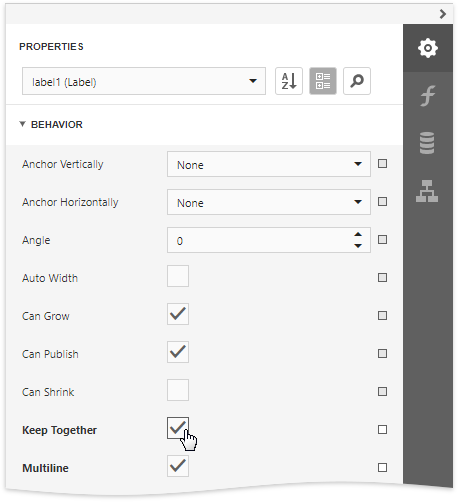 PROPERTIES
label1 (Label)
A
Z
BEHAVIOR
Anchor Vertically None
Anchor Horizontally None
Angle 0
Auto Width
Can Grow
Can Publish
Can Shrink
Keep Together
Multiline